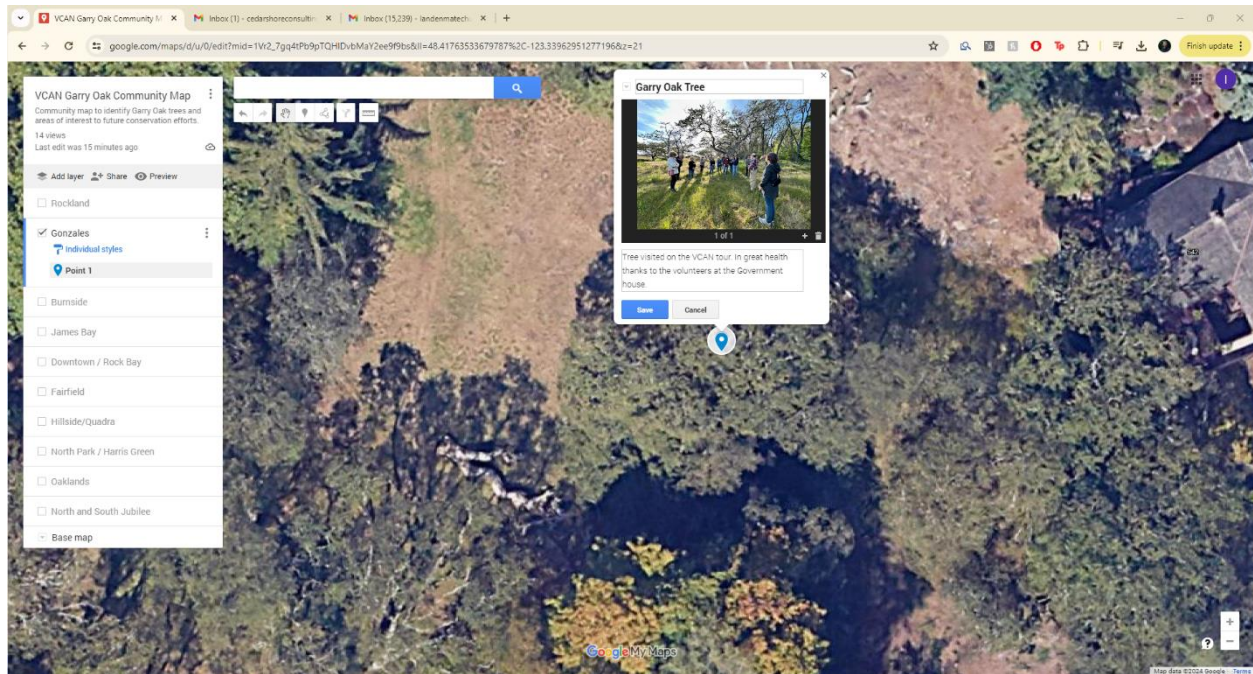 VCAN Garry Oak Community M
Inbox (1) - cedarshoreconsultin
Inbox (15,239) - landenmatech
google.com/maps/d/u/0/edit?mid=1Vr2_7gq4tPb9pTQHIDvbMaY2ee9f9bs&ll=48.41763533679787%2C-123.33962951277196&z=21
Finish update
VCAN Garry Oak Community Map
Community map to identify Garry Oak trees and
areas of interest to future conservation efforts.
14 views
Last edit was 15 minutes ago
Add layer Share Preview
Rockland
Gonzales
Individual styles
Point 1
Burnside
James Bay
Downtown / Rock Bay
Fairfield
Hillside/Quadra
North Park / Harris Green
Oaklands
North and South Jubilee
Base map
Garry Oak Tree
1 of 1
Tree visited on the VCAN tour. In great health
thanks to the volunteers at the Government
house.
Save Cancel
I
Google My Maps
Map data ©2024 Google Terms